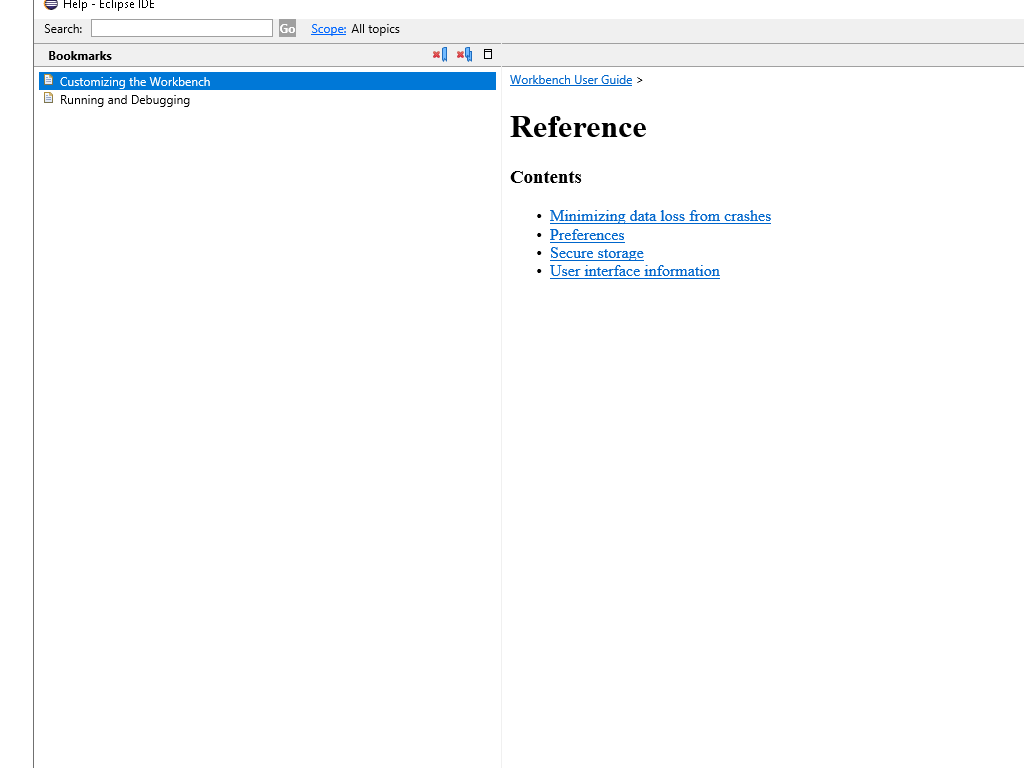 Help - Eclipse IDE
Search: Go Scope: All topics
Bookmarks
Customizing the Workbench
Running and Debugging
Workbench User Guide >
Reference
Contents
• Minimizing data loss from crashes
• Preferences
• Secure storage
• User interface information